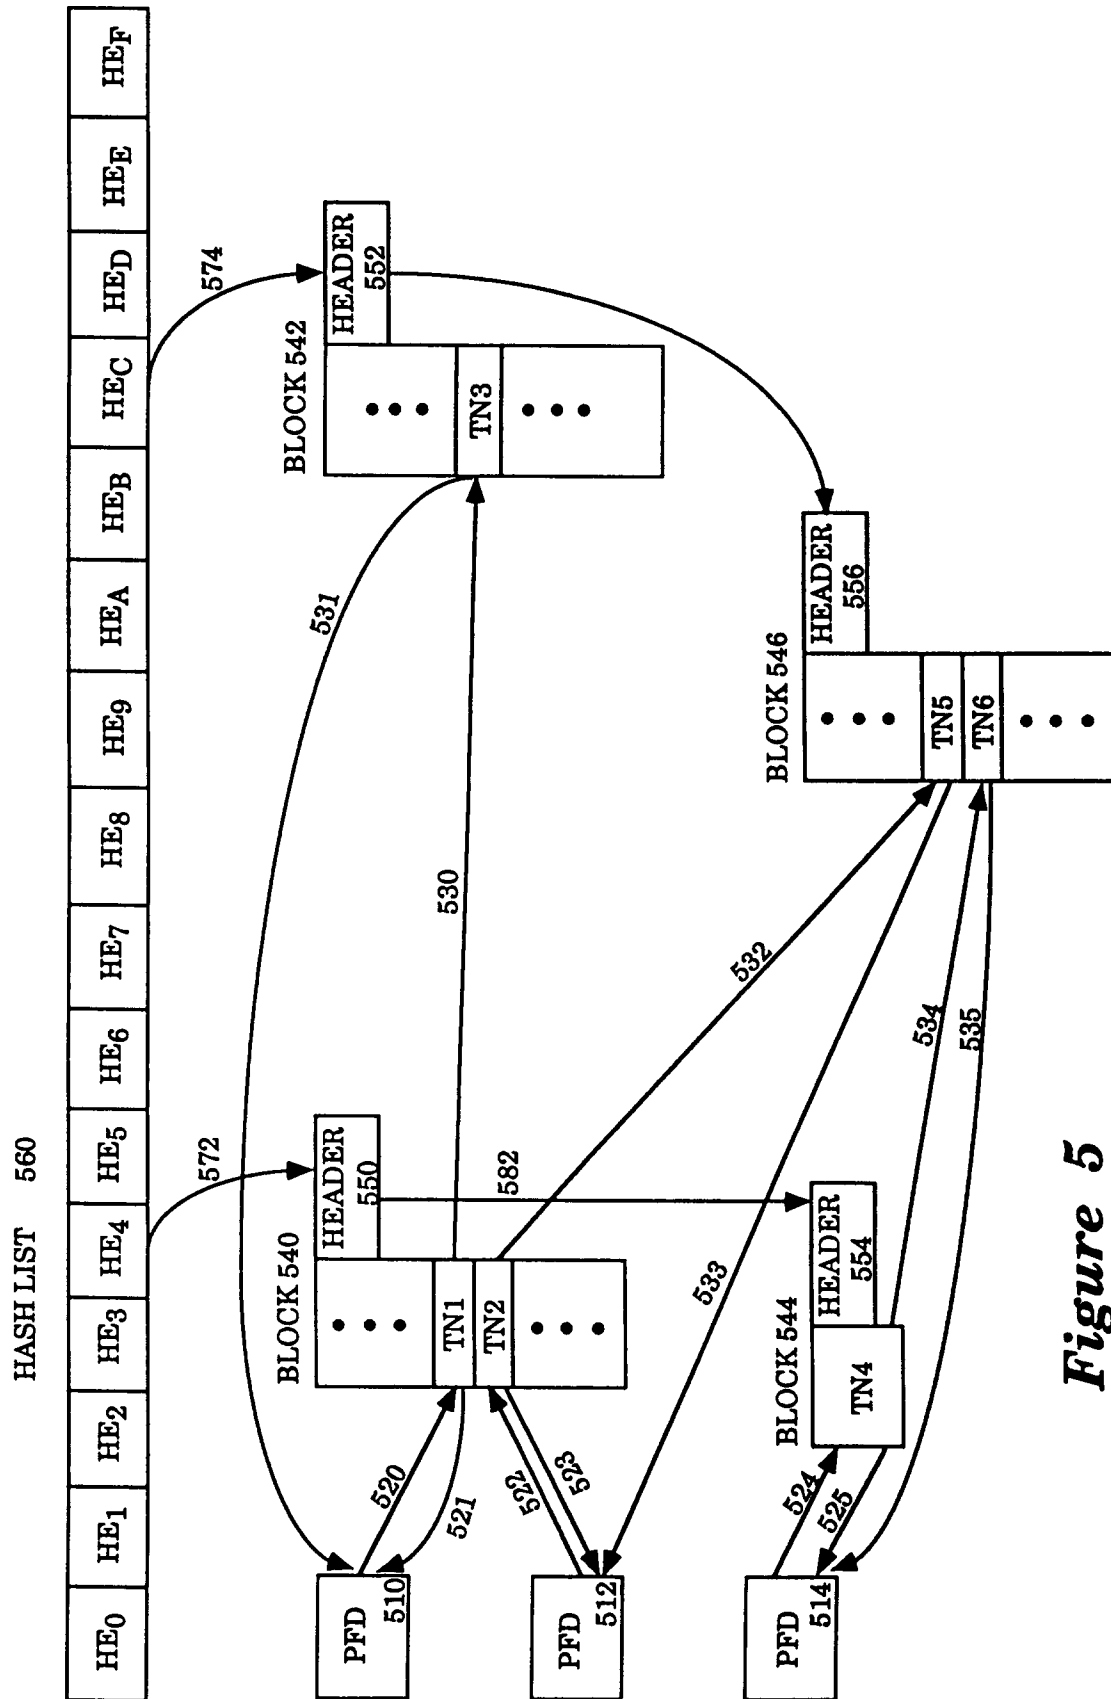 HASH LIST 560
HE0 HE1 HE2 HE3 HE4 HE5 HE6 HE7 HE8 HE9 HEA HEB HEC HED HEE HEF
572
574
531
BLOCK 540
HEADER
550
TN1
TN2
BLOCK 542
HEADER
552
TN3
PFD
510
520
521
530
PFD
512
522
523
582
532
533
BLOCK 544
HEADER
554
TN4
BLOCK 546
HEADER
556
TN5
TN6
PFD
514
524
525
534
535
Figure 5